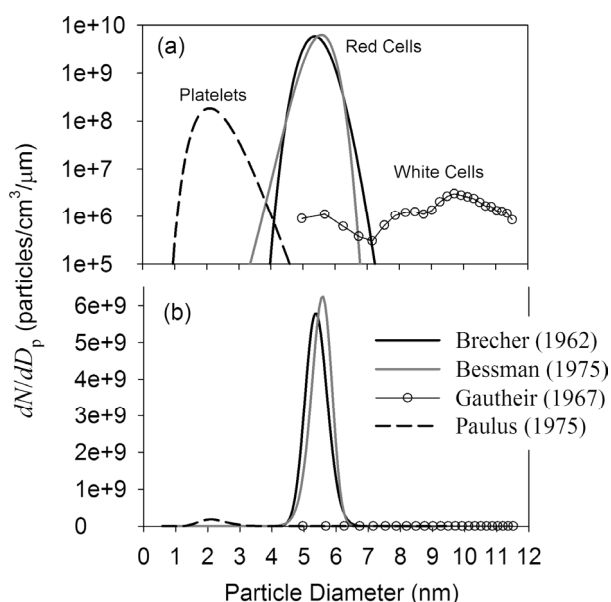 dN/dDp (particles/cm3/μm)
(a)
Red Cells
Platelets
White Cells
1e+10
1e+9
1e+8
1e+7
1e+6
1e+5
(b)
6e+9
5e+9
4e+9
3e+9
2e+9
1e+9
0
Brecher (1962)
Bessman (1975)
Gautheir (1967)
Paulus (1975)
0 1 2 3 4 5 6 7 8 9 10 11 12
Particle Diameter (nm)